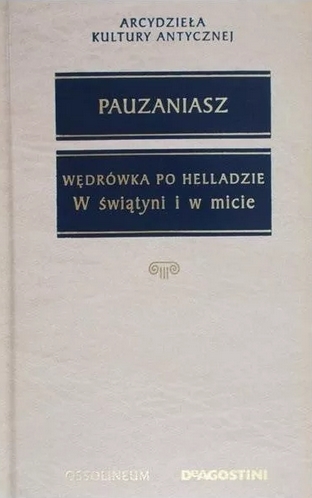 ARCYDZIEŁA
KULTURY ANTYCZNEJ
PAUZANIASZ
WĘDRÓWKA PO HELLADZIE
W świątyni i w micie
OSSOLINEUM DeAGOSTINI